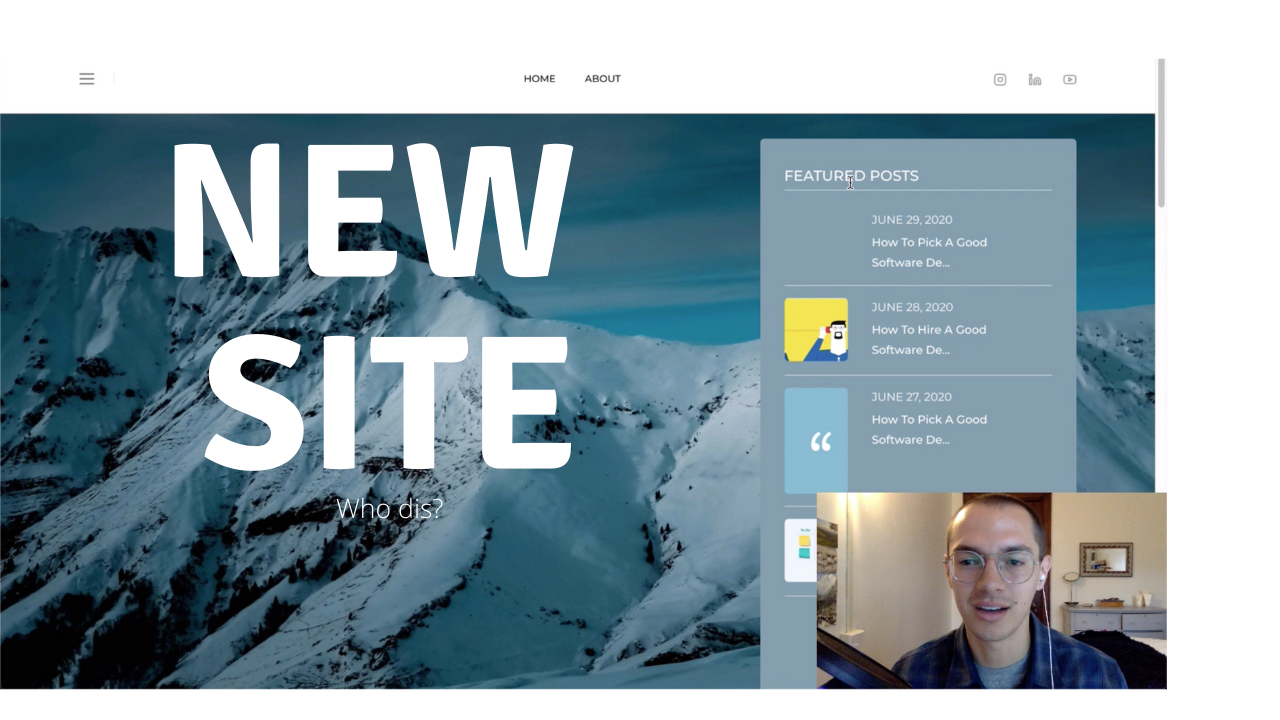 HOME ABOUT
NEW
SITE
Who dis?
FEATURED POSTS
JUNE 29, 2020
How To Pick A Good
Software De...
JUNE 28, 2020
How To Hire A Good
Software De...
JUNE 27, 2020
How To Pick A Good
Software De...